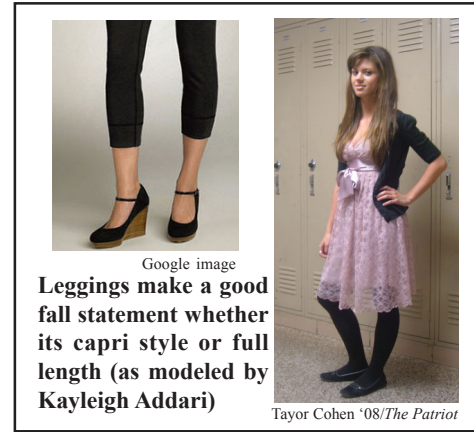 Google image
Leggings make a good
fall statement whether
its capri style or full
length (as modeled by
Kayleigh Addari)
Tayor Cohen ‘08/The Patriot